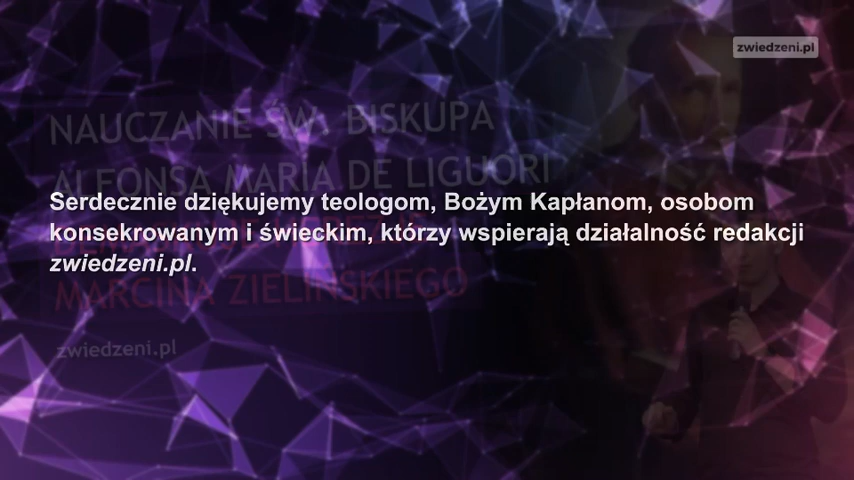 zwiedzeni.pl
NAUCZANIE ŚW. BISKUPA
ALFONSA MARIA DE LIGUORI
Serdecznie dziękujemy teologom, Bożym Kapłanom, osobom
konsekrowanym i świeckim, którzy wspierają działalność redakcji
zwiedzeni.pl.
MARCINA ZIELIŃSKIEGO
zwiedzeni.pl